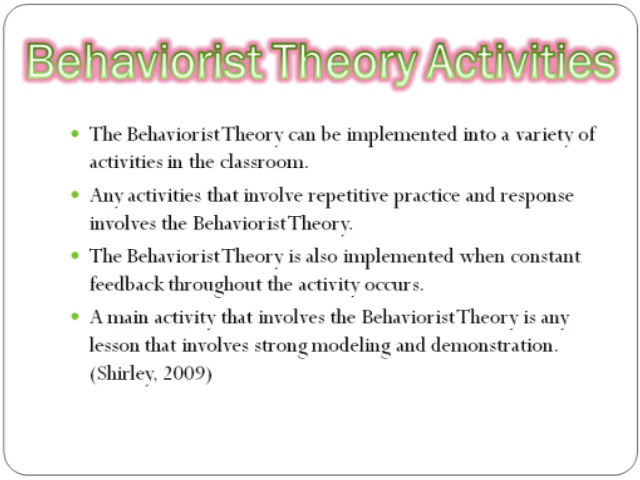 Behaviorist Theory Activities
• The Behaviorist Theory can be implemented into a variety of
activities in the classroom.
• Any activities that involve repetitive practice and response
involves the Behaviorist Theory.
• The Behaviorist Theory is also implemented when constant
feedback throughout the activity occurs.
• A main activity that involves the Behaviorist Theory is any
lesson that involves strong modeling and demonstration.
(Shirley, 2009)